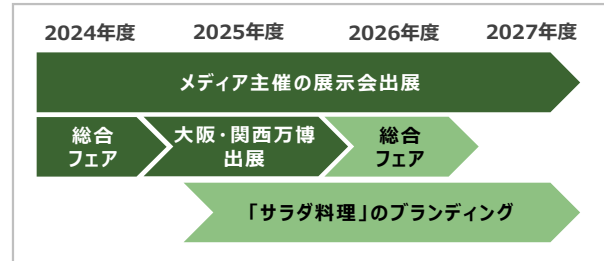 2024年度 2025年度 2026年度 2027年度
メディア主催の展示会出展
総合
フェア
大阪・関西万博
出展
総合
フェア
「サラダ料理」のブランディング